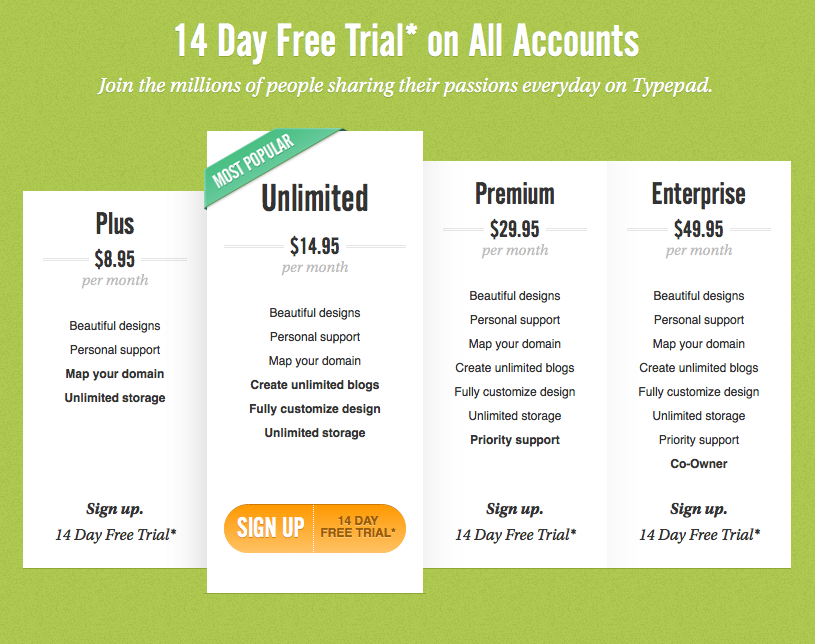 14 Day Free Trial* on All Accounts
Join the millions of people sharing their passions everyday on Typepad.
Plus
$8.95
per month
Beautiful designs
Personal support
Map your domain
Unlimited storage
Sign up.
14 Day Free Trial*
MOST POPULAR
Unlimited
$14.95
per month
Beautiful designs
Personal support
Map your domain
Create unlimited blogs
Fully customize design
Unlimited storage
SIGN UP
14 DAY
FREE TRIAL*
Premium
$29.95
per month
Beautiful designs
Personal support
Map your domain
Create unlimited blogs
Fully customize design
Unlimited storage
Priority support
Sign up.
14 Day Free Trial*
Enterprise
$49.95
per month
Beautiful designs
Personal support
Map your domain
Create unlimited blogs
Fully customize design
Unlimited storage
Priority support
Co-Owner
Sign up.
14 Day Free Trial*